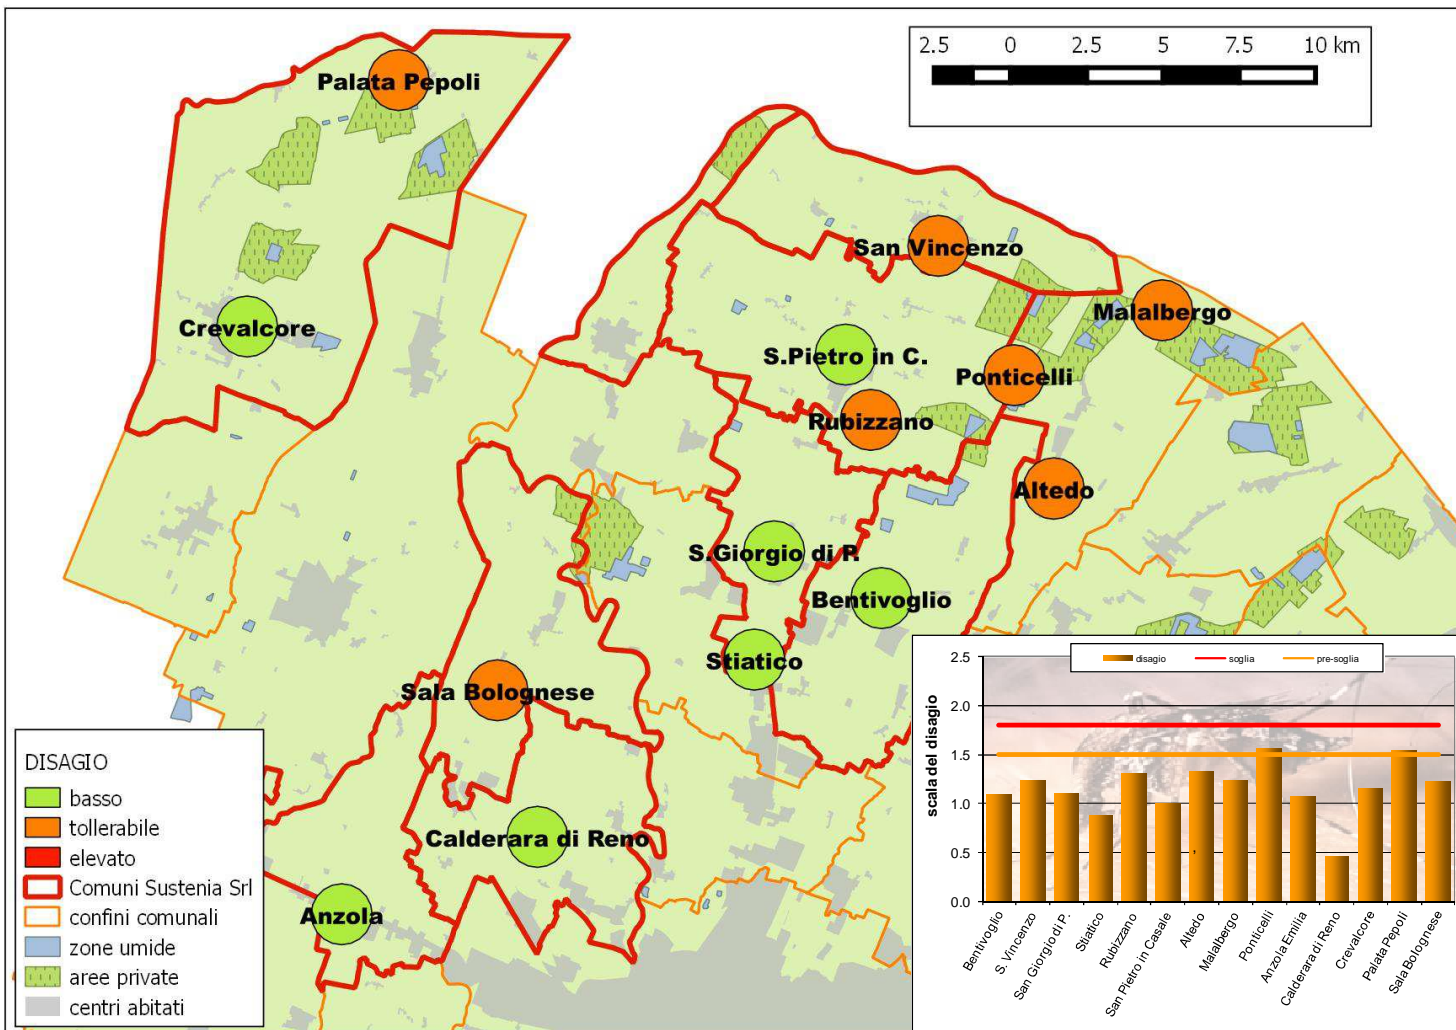 2.5 0 2.5 5 7.5 10 km
Palata Pepoli
San Vincenzo
Malalbergo
Crevalcore
S.Pietro in C.
Ponticelli
Rubizzano
Altedo
S.Giorgio di P.
Bentivoglio
Stiatico
Sala Bolognese
Calderara di Reno
Anzola
DISAGIO
basso
tollerabile
elevato
Comuni Sustenia Srl
confini comunali
zone umide
aree private
centri abitati
disagio soglia pre-soglia
scala del disagio
2.5
2.0
1.5
1.0
0.5
0.0
,
Bentivoglio
S. Vincenzo
San Giorgio di P.
Stiatico
Rubizzano
San Pietro in Casale
Altedo
Malalbergo
Ponticelli
Anzola Emilia
Calderara di Reno
Crevalcore
Palata Pepoli
Sala Bolognese